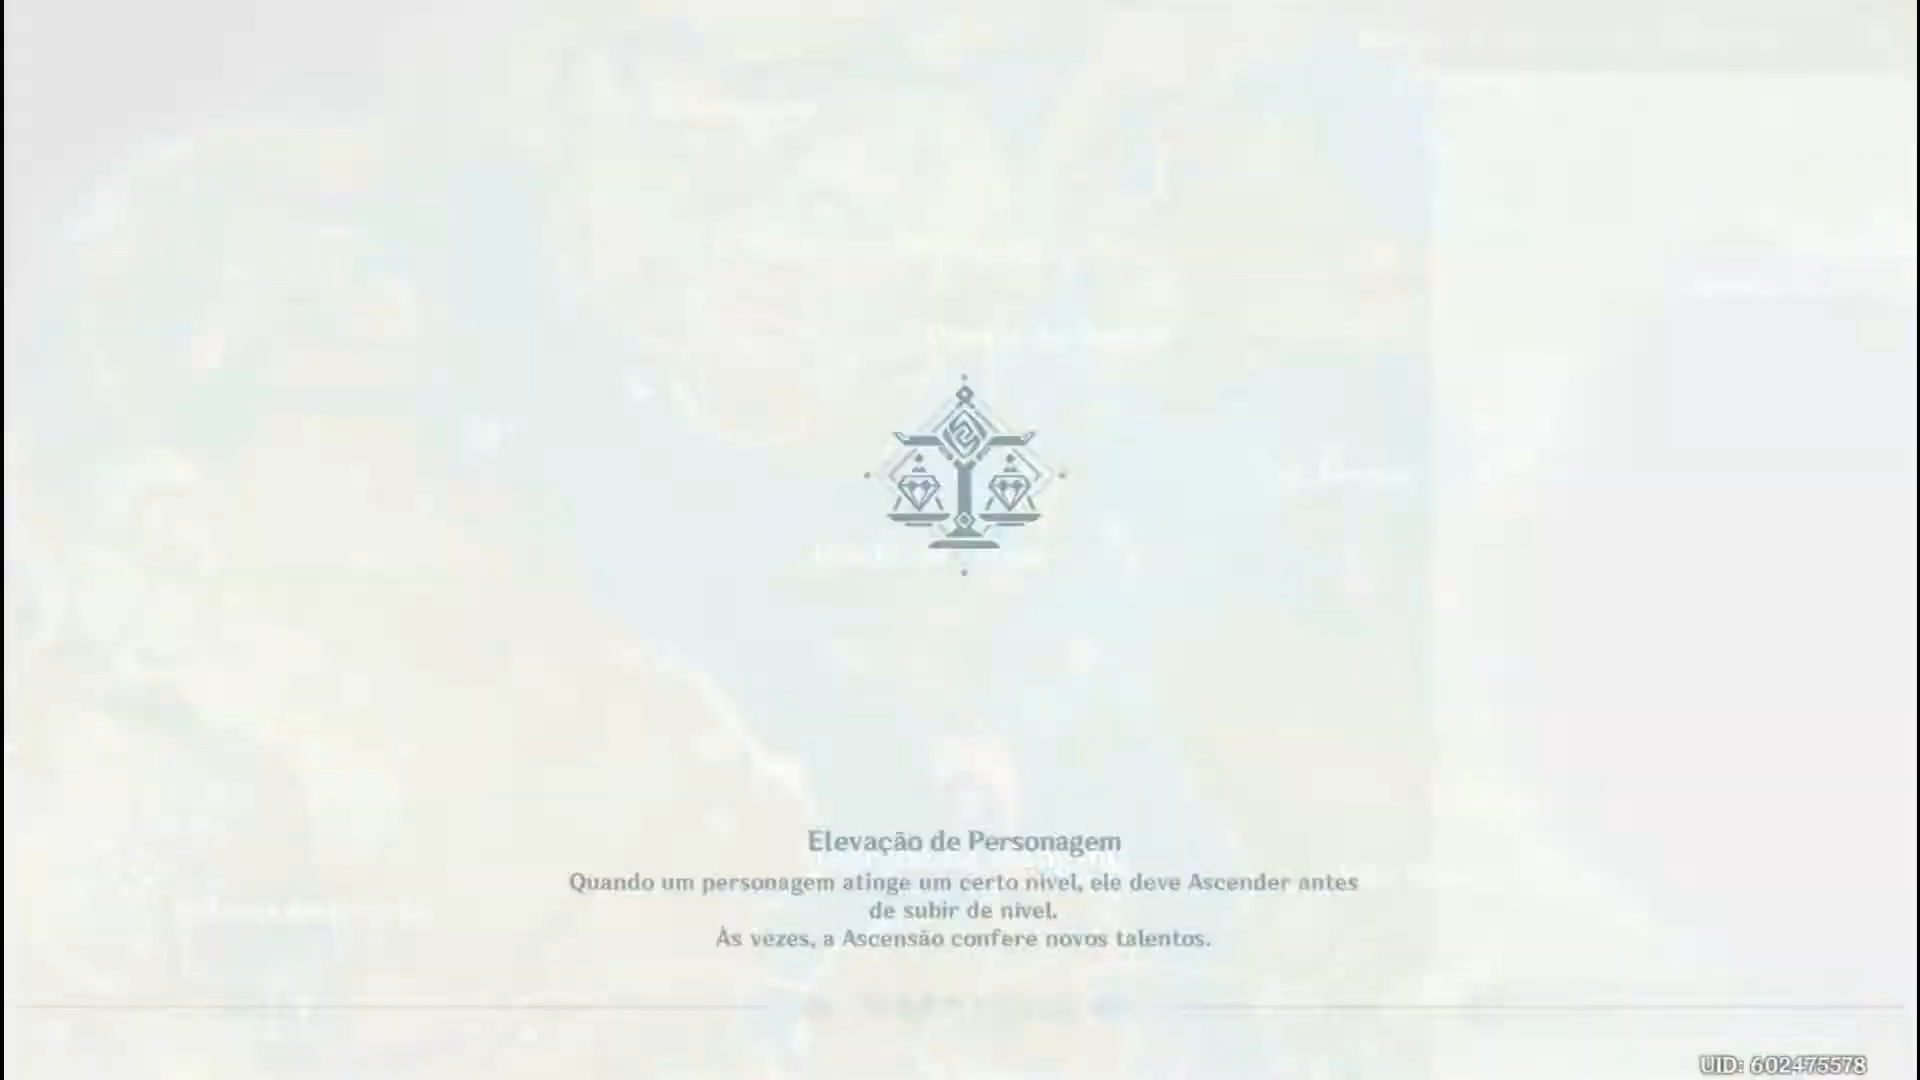 Elevação de Personagem
Quando um personagem atinge um certo nível, ele deve Ascender antes
de subir de nível.
Às vezes, a Ascensão confere novos talentos.
UID: 602475578